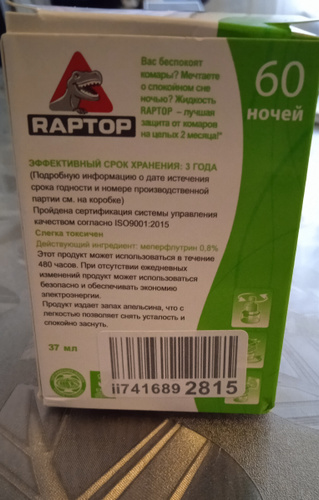 Вас беспокоят
комары? Мечтаете
о спокойном сне
ночью? Жидкость
RAPTOP – лучшая
защита от комаров
на целых 2 месяца!*
60
ночей
RAPTOP
ЭФФЕКТИВНЫЙ СРОК ХРАНЕНИЯ: 3 ГОДА
(Подробную информацию о дате истечения
срока годности и номере производственной
партии см. на коробке)
Пройдена сертификация системы управления
качеством согласно ISO9001:2015
Слегка токсичен
Действующий ингредиент: меперфлутрин 0,8%
Этот продукт может использоваться в течение
480 часов. При отсутствии ежедневных
изменений продукт может использоваться
безопасно и обеспечивать экономию
электроэнергии.
Продукт издает запах апельсина, что с
легкостью позволяет снять усталость и
спокойно заснуть.
37 мл
ii741689 2815